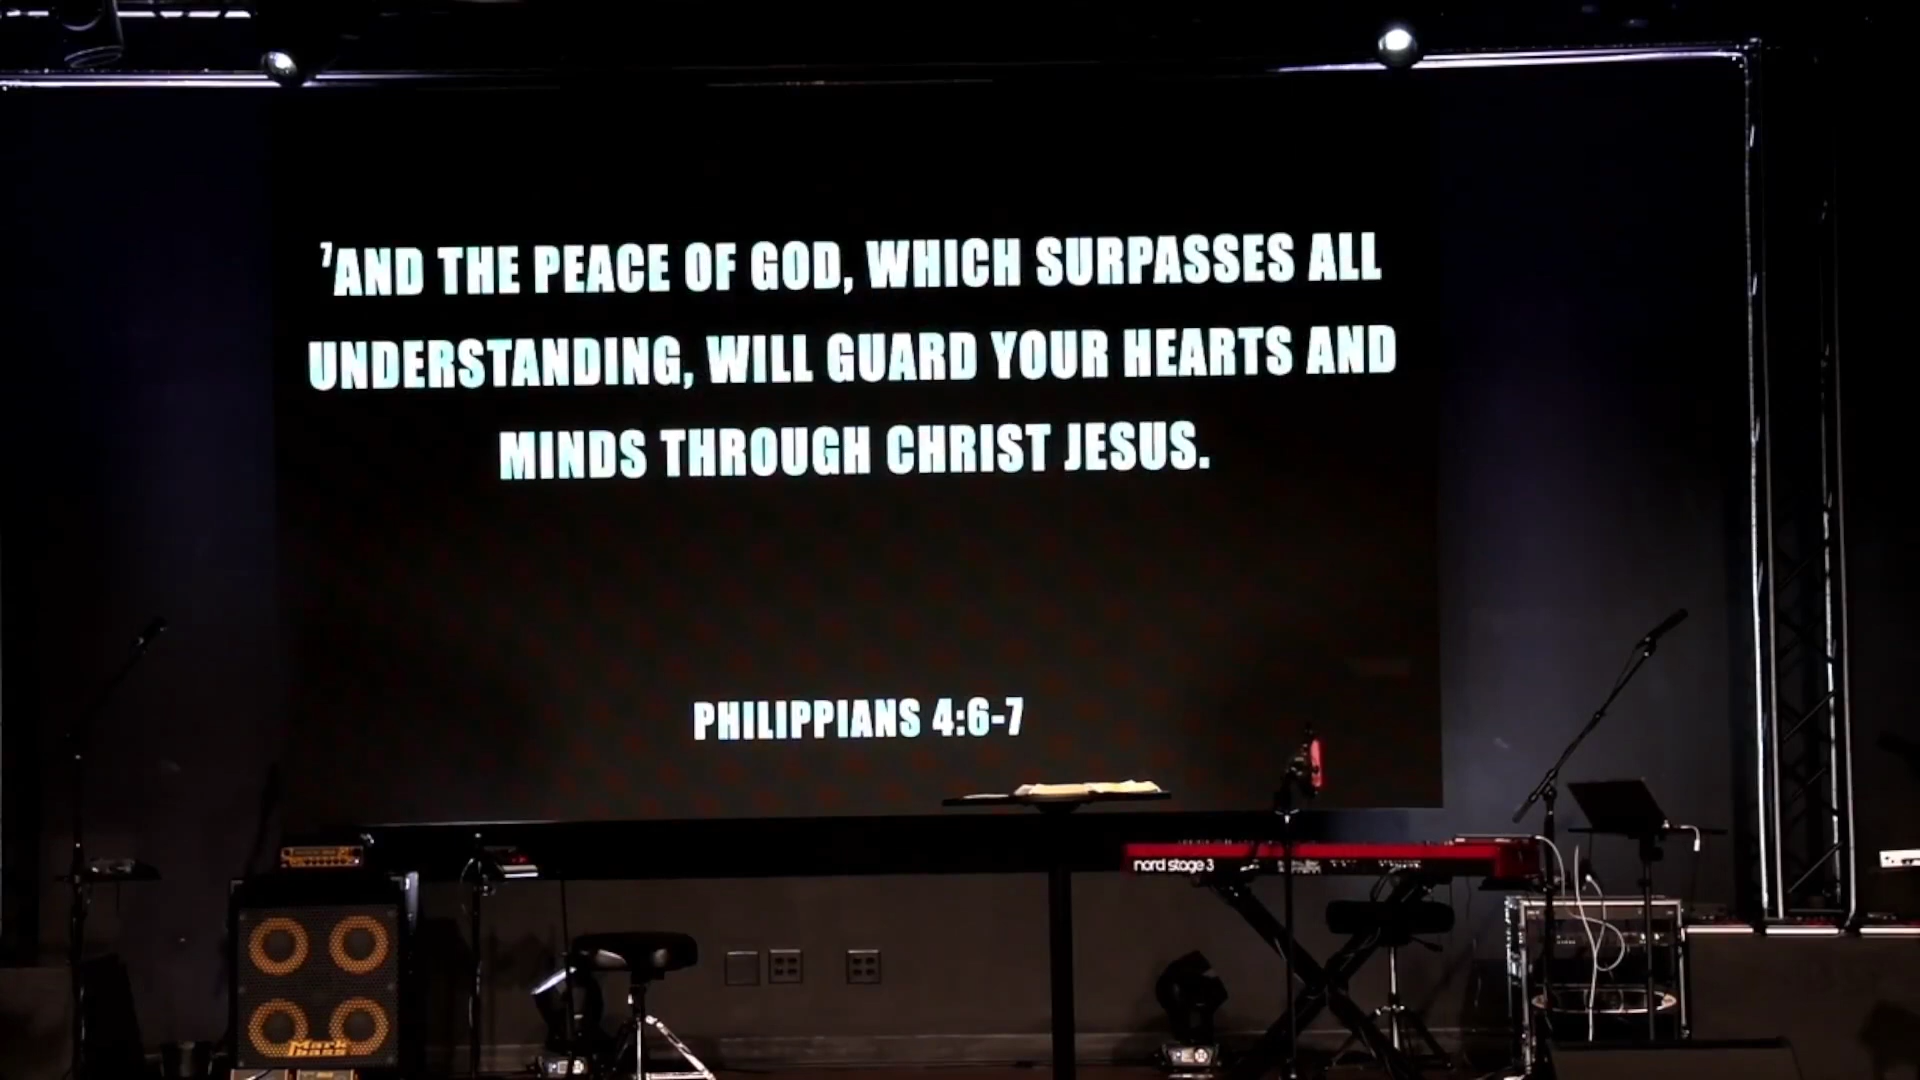 ⁷AND THE PEACE OF GOD, WHICH SURPASSES ALL
UNDERSTANDING, WILL GUARD YOUR HEARTS AND
MINDS THROUGH CHRIST JESUS.
PHILIPPIANS 4:6-7
nord stage 3
Mark
bass